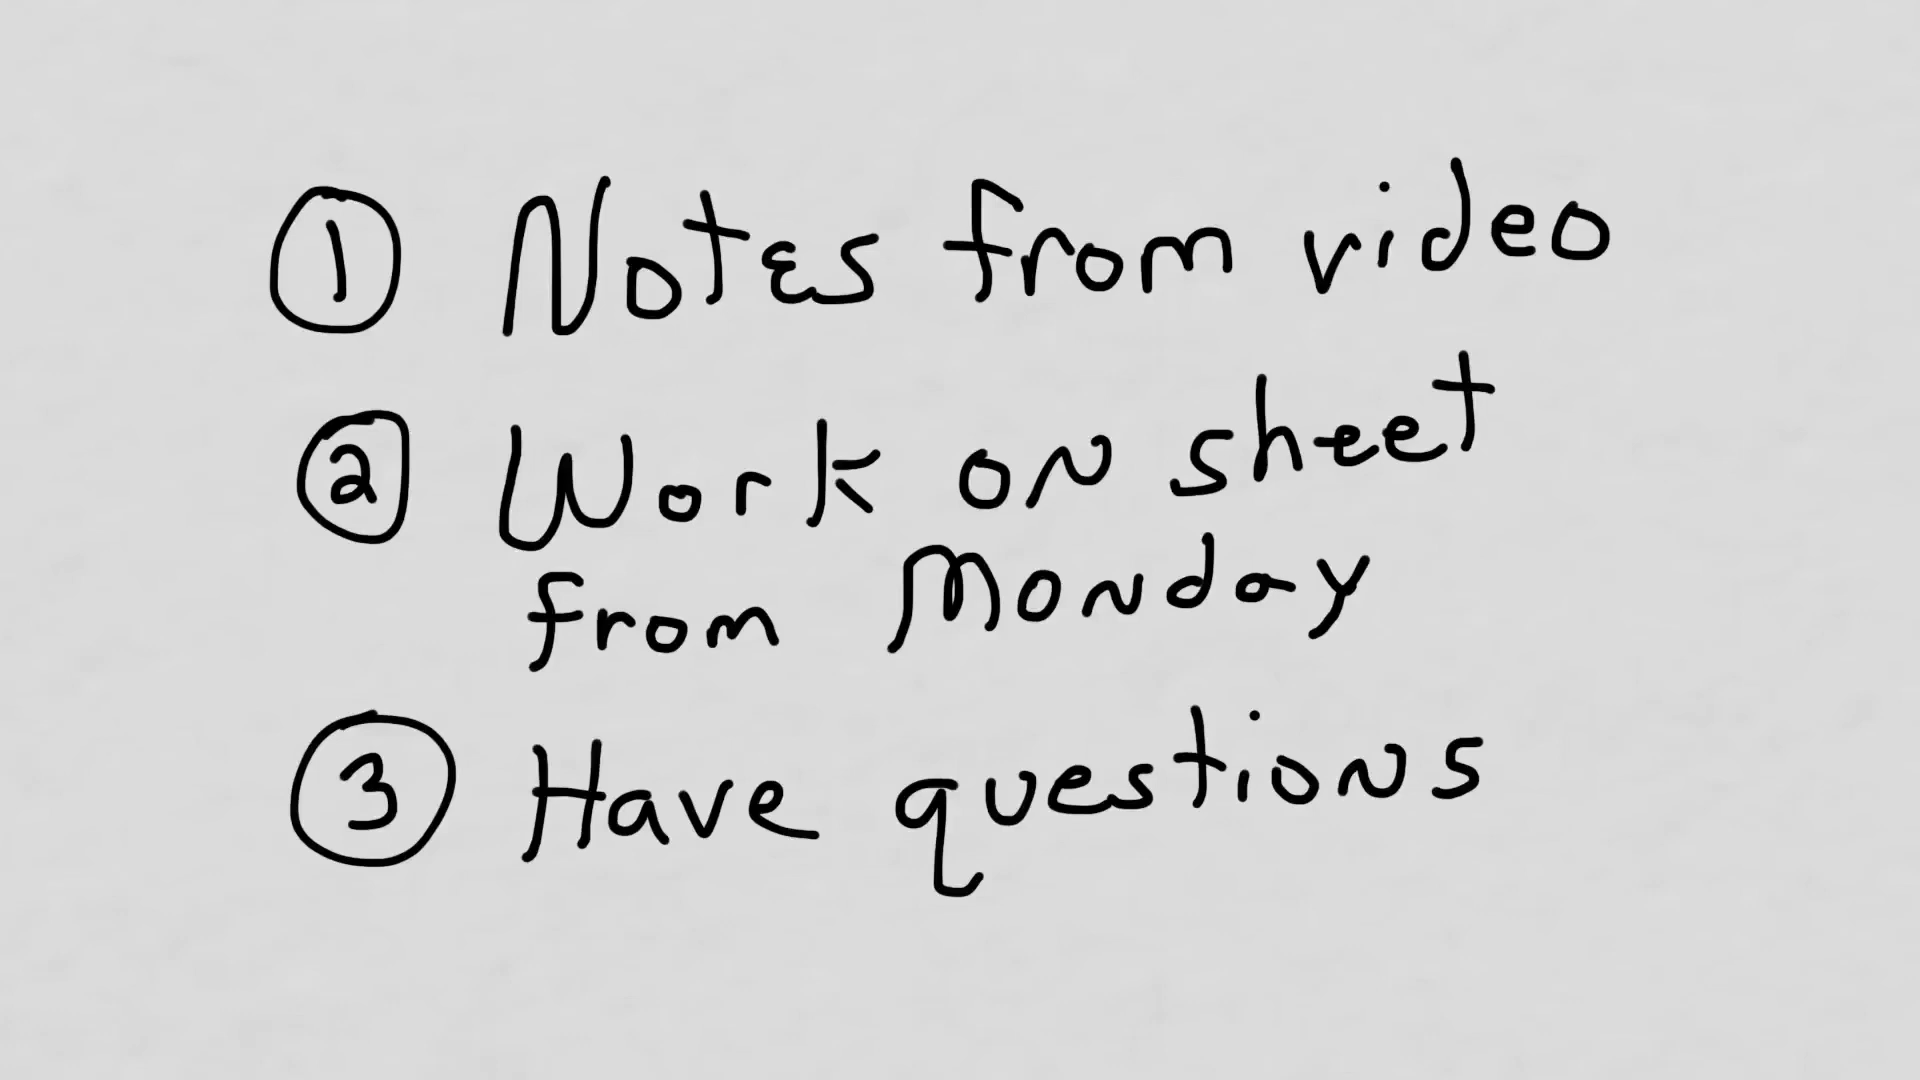 ① Notes from video
② Work on sheet
from Monday
③ Have questions